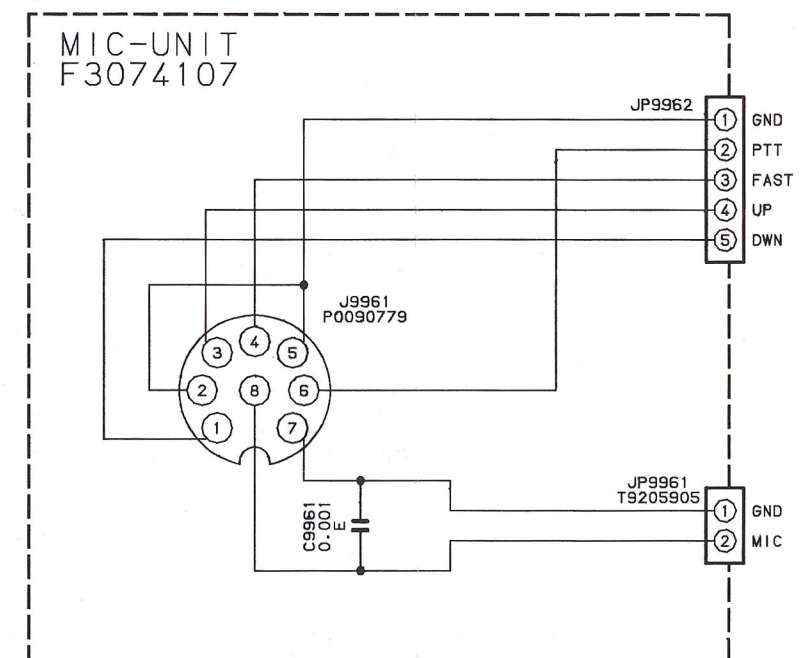 MIC-UNIT
F3074107
JP9962
1 GND
2 PTT
3 FAST
4 UP
5 DWN
J9961
P0090779
3 4 5
2 8 6
1 7
C9961
0.001
E
JP9961
T9205905
1 GND
2 MIC